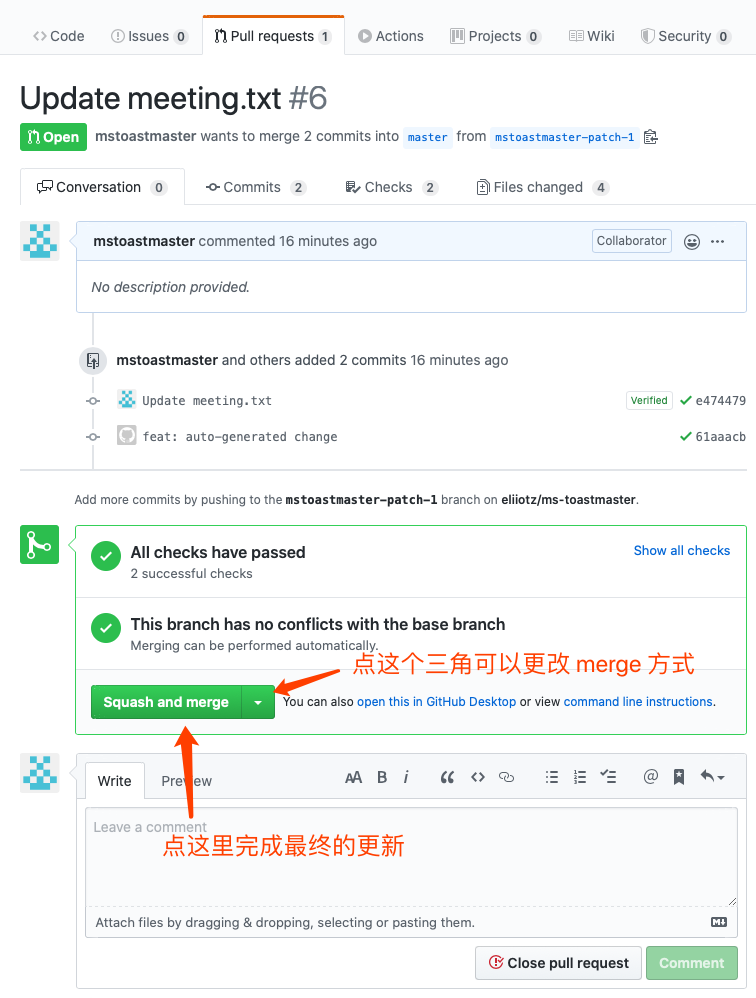 Code Issues 0 Pull requests 1 Actions Projects 0 Wiki Security 0
Update meeting.txt #6
Open mstoastmaster wants to merge 2 commits into master from mstoastmaster-patch-1
Conversation 0 Commits 2 Checks 2 Files changed 4
mstoastmaster commented 16 minutes ago Collaborator
No description provided.
mstoastmaster and others added 2 commits 16 minutes ago
Update meeting.txt Verified e474479
feat: auto-generated change 61aaacb
Add more commits by pushing to the mstoastmaster-patch-1 branch on eliiotz/ms-toastmaster.
All checks have passed Show all checks
2 successful checks
This branch has no conflicts with the base branch
Merging can be performed automatically.
点这个三角可以更改 merge 方式
Squash and merge You can also open this in GitHub Desktop or view command line instructions.
Write Preview
Leave a comment
点这里完成最终的更新
Attach files by dragging & dropping, selecting or pasting them.
Close pull request Comment